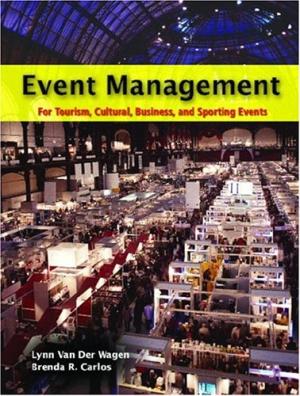 Event Management
For Tourism, Cultural, Business, and Sporting Events
Lynn Van Der Wagen
Brenda R. Carlos